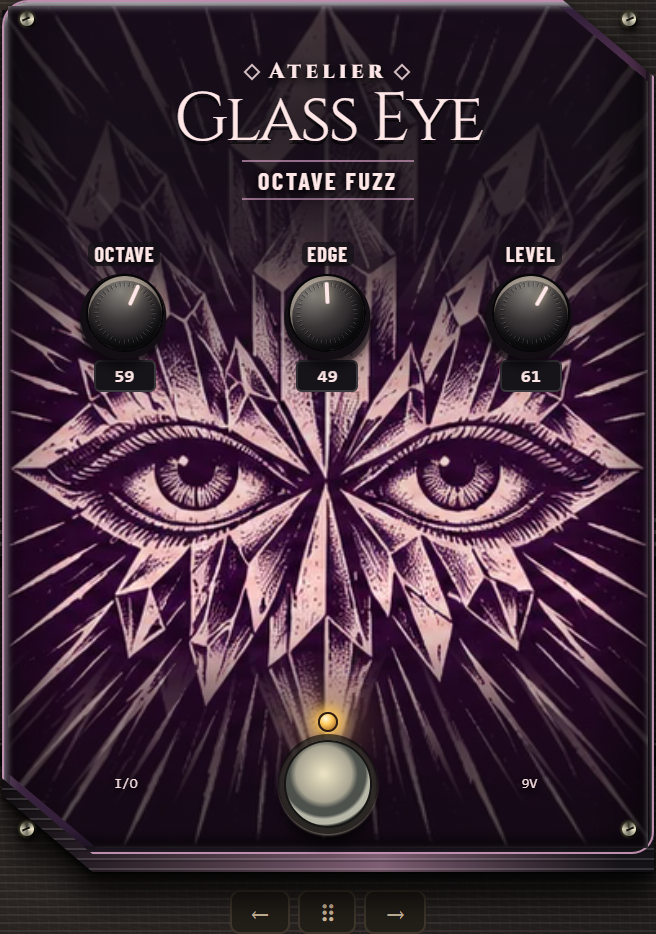 ◇ ATELIER ◇
GLASS EYE
OCTAVE FUZZ
OCTAVE EDGE LEVEL
59 49 61
I/O 9V
← ⠿ →